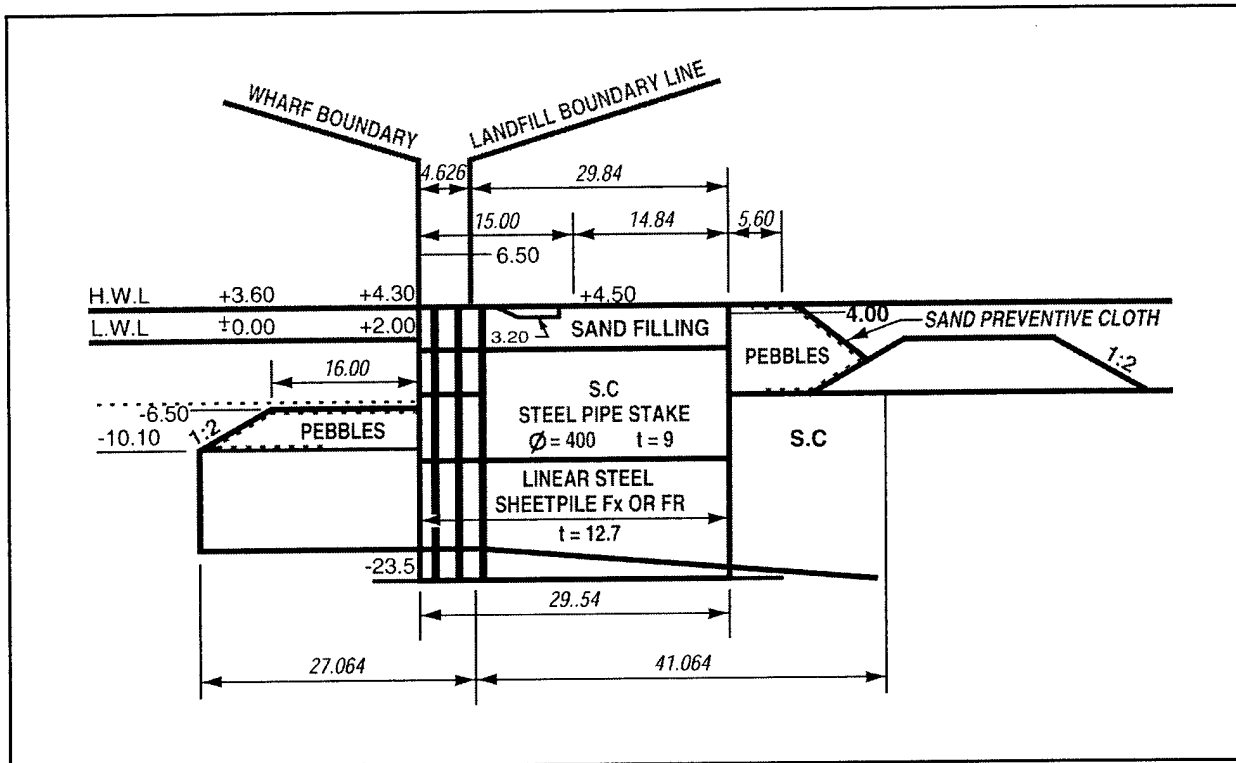 WHARF BOUNDARY
LANDFILL BOUNDARY LINE
4.626
29.84
15.00
14.84
5.60
6.50
H.W.L +3.60 +4.30
+4.50
4.00
L.W.L ±0.00 +2.00
3.20
SAND FILLING
SAND PREVENTIVE CLOTH
PEBBLES
1:2
16.00
S.C
STEEL PIPE STAKE
Ø = 400 t = 9
-6.50
1:2
PEBBLES
-10.10
S.C
LINEAR STEEL
SHEETPILE Fx OR FR
t = 12.7
-23.5
29..54
27.064
41.064